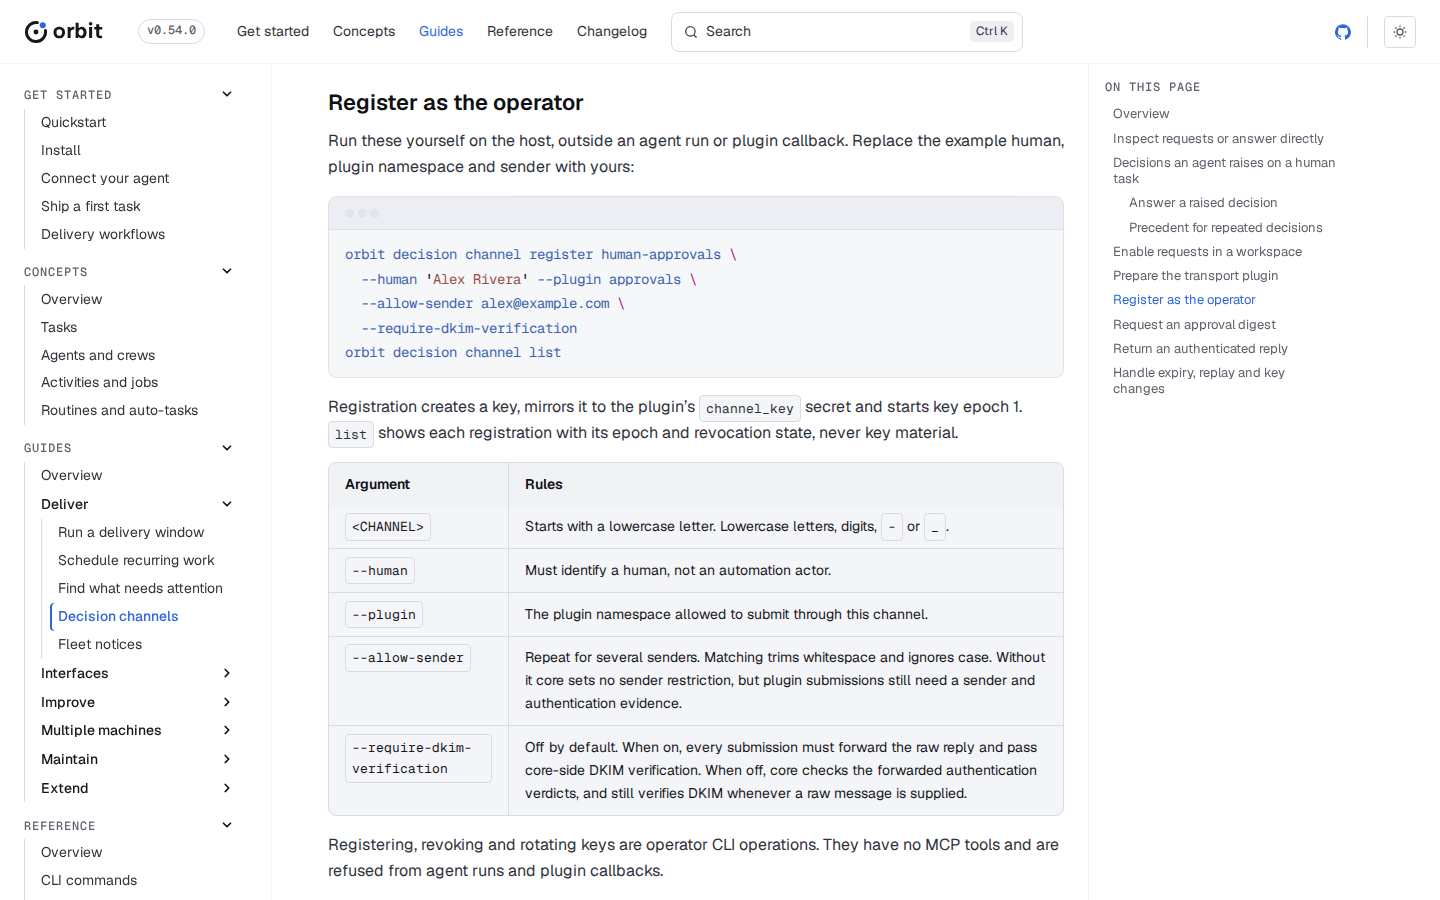 orbit
v0.54.0
Get started
Concepts
Guides
Reference
Changelog
Search
Ctrl K
GET STARTED
Quickstart
Install
Connect your agent
Ship a first task
Delivery workflows
CONCEPTS
Overview
Tasks
Agents and crews
Activities and jobs
Routines and auto-tasks
GUIDES
Overview
Deliver
Run a delivery window
Schedule recurring work
Find what needs attention
Decision channels
Fleet notices
Interfaces
Improve
Multiple machines
Maintain
Extend
REFERENCE
Overview
CLI commands
Register as the operator
Run these yourself on the host, outside an agent run or plugin callback. Replace the example human,
plugin namespace and sender with yours:
orbit decision channel register human-approvals \
--human 'Alex Rivera' --plugin approvals \
--allow-sender alex@example.com \
--require-dkim-verification
orbit decision channel list
Registration creates a key, mirrors it to the plugin’s channel_key secret and starts key epoch 1.
list shows each registration with its epoch and revocation state, never key material.
Argument Rules
<CHANNEL> Starts with a lowercase letter. Lowercase letters, digits, - or _.
--human Must identify a human, not an automation actor.
--plugin The plugin namespace allowed to submit through this channel.
--allow-sender Repeat for several senders. Matching trims whitespace and ignores case. Without
it core sets no sender restriction, but plugin submissions still need a sender and
authentication evidence.
--require-dkim-
verification
Off by default. When on, every submission must forward the raw reply and pass
core-side DKIM verification. When off, core checks the forwarded authentication
verdicts, and still verifies DKIM whenever a raw message is supplied.
Registering, revoking and rotating keys are operator CLI operations. They have no MCP tools and are
refused from agent runs and plugin callbacks.
ON THIS PAGE
Overview
Inspect requests or answer directly
Decisions an agent raises on a human
task
Answer a raised decision
Precedent for repeated decisions
Enable requests in a workspace
Prepare the transport plugin
Register as the operator
Request an approval digest
Return an authenticated reply
Handle expiry, replay and key
changes